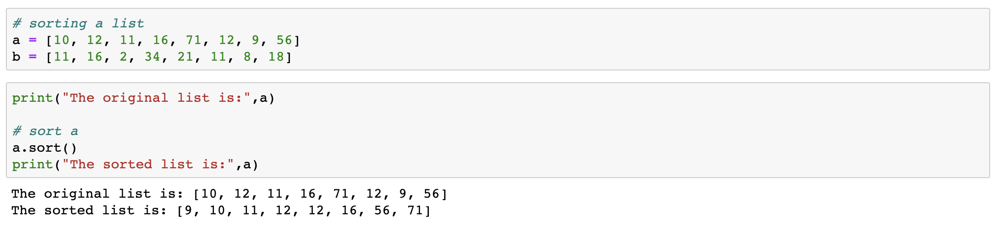 # sorting a list
a = [10, 12, 11, 16, 71, 12, 9, 56]
b = [11, 16, 2, 34, 21, 11, 8, 18]
print("The original list is:",a)
# sort a
a.sort()
print("The sorted list is:",a)
The original list is: [10, 12, 11, 16, 71, 12, 9, 56]
The sorted list is: [9, 10, 11, 12, 12, 16, 56, 71]